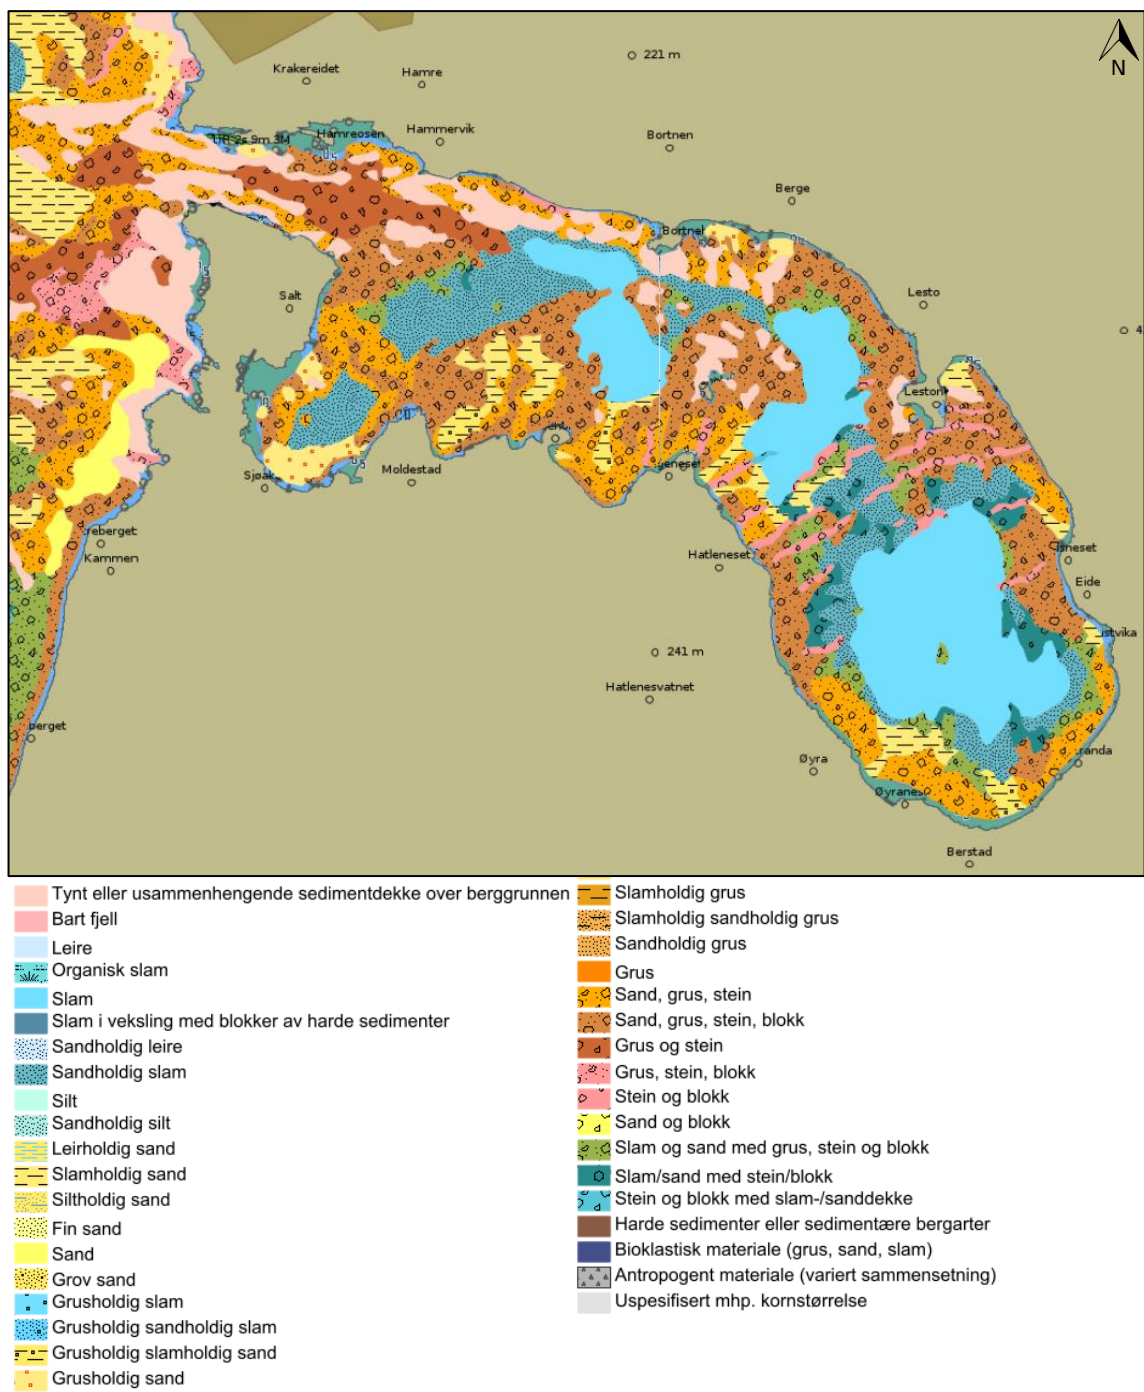 N
221 m
Krakereidet
Hamre
Hamreosen
Hammervik
Bortnen
Berge
Salt
Lesto
Moldestad
Kammen
Hatleneset
Eide
241 m
Hatlenesvatnet
Øyra
Berstad
Tynt eller usammenhengende sedimentdekke over berggrunnen
Bart fjell
Leire
Organisk slam
Slam
Slam i veksling med blokker av harde sedimenter
Sandholdig leire
Sandholdig slam
Silt
Sandholdig silt
Leirholdig sand
Slamholdig sand
Siltholdig sand
Fin sand
Sand
Grov sand
Grusholdig slam
Grusholdig sandholdig slam
Grusholdig slamholdig sand
Grusholdig sand
Slamholdig grus
Slamholdig sandholdig grus
Sandholdig grus
Grus
Sand, grus, stein
Sand, grus, stein, blokk
Grus og stein
Grus, stein, blokk
Stein og blokk
Sand og blokk
Slam og sand med grus, stein og blokk
Slam/sand med stein/blokk
Stein og blokk med slam-/sanddekke
Harde sedimenter eller sedimentære bergarter
Bioklastisk materiale (grus, sand, slam)
Antropogent materiale (variert sammensetning)
Uspesifisert mhp. kornstørrelse